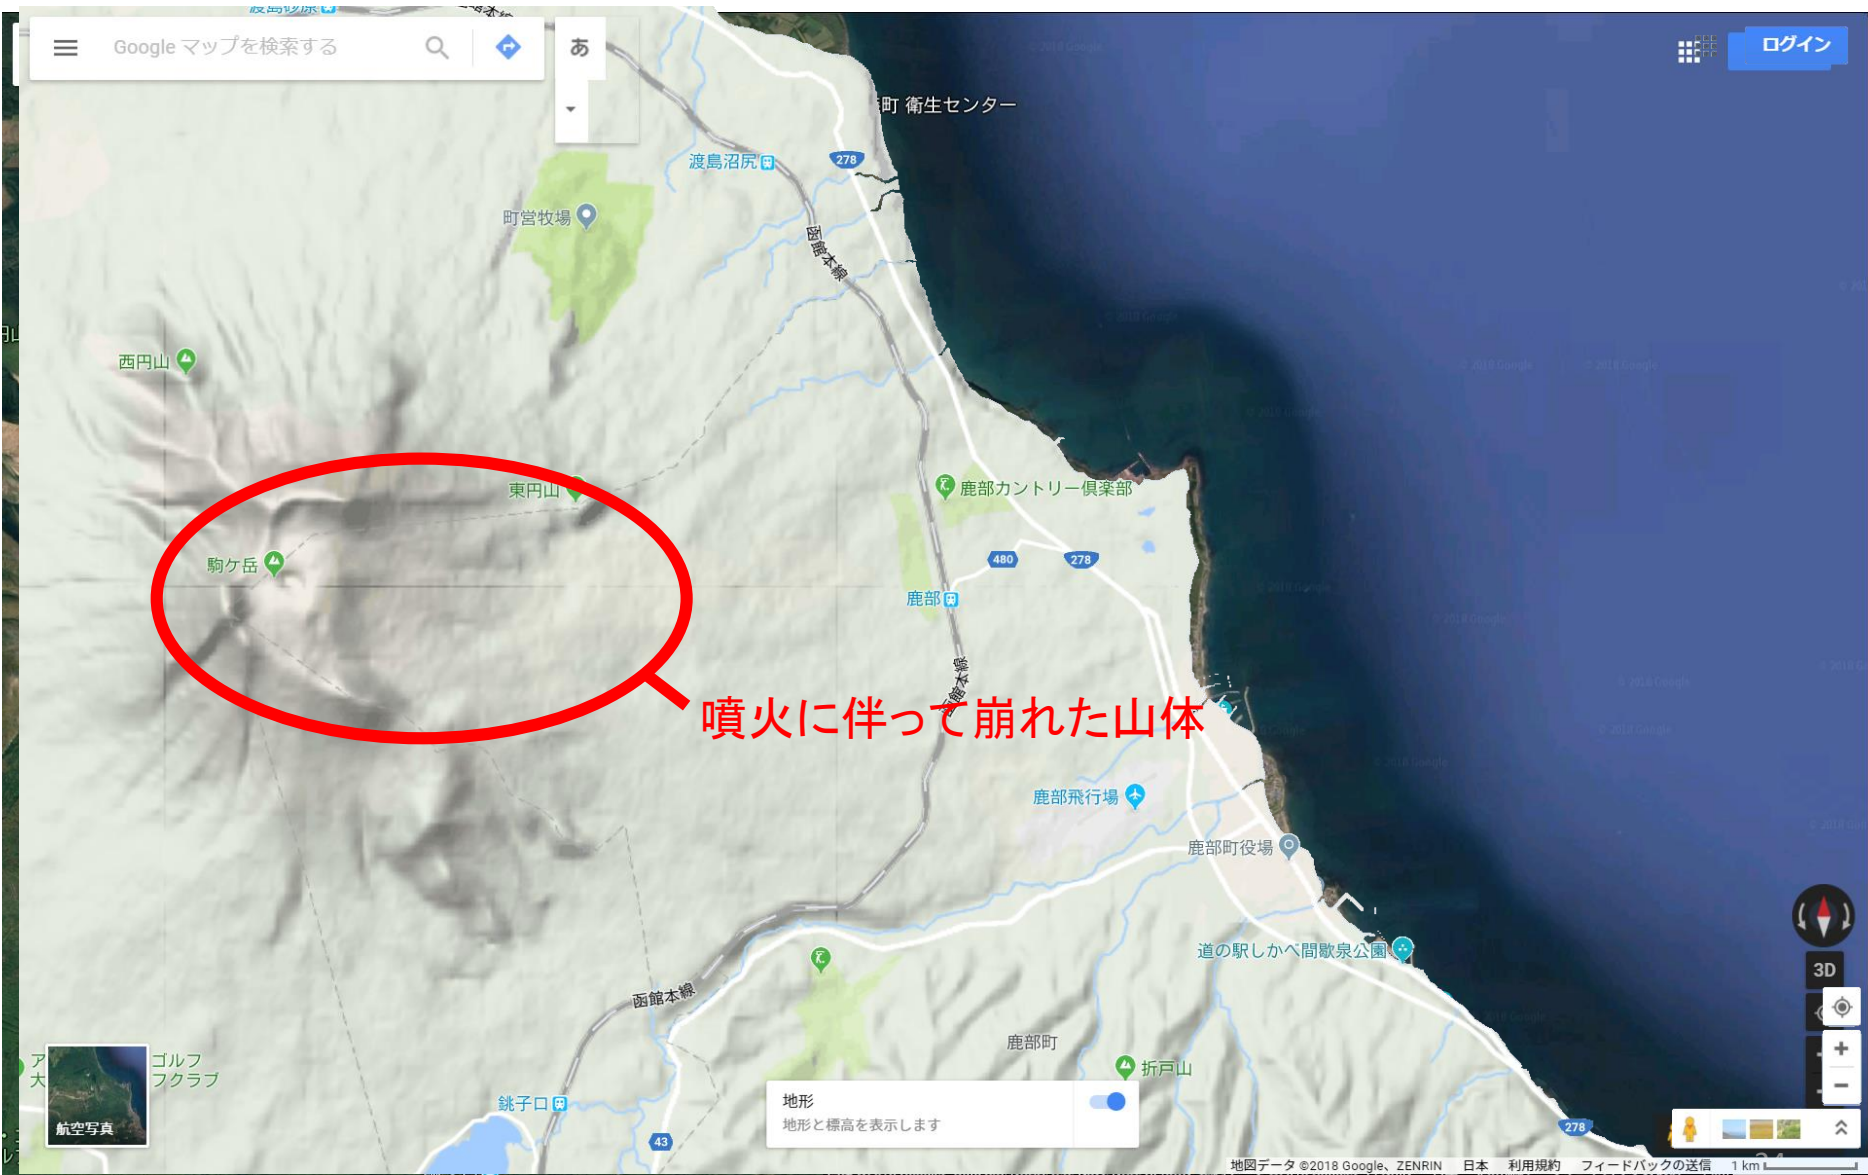 渡島砂原
Google マップを検索する
あ
ログイン
町 衛生センター
渡島沼尻
278
町営牧場
函館本線
西円山
東円山
鹿部カントリー倶楽部
駒ケ岳
480
278
鹿部
函館本線
噴火に伴って崩れた山体
鹿部飛行場
鹿部町役場
道の駅しかべ間歇泉公園
3D
函館本線
鹿部町
折戸山
ゴルフ
フクラブ
銚子口
地形
地形と標高を表示します
航空写真
43
278
地図データ ©2018 Google、ZENRIN 日本 利用規約 フィードバックの送信 1 km